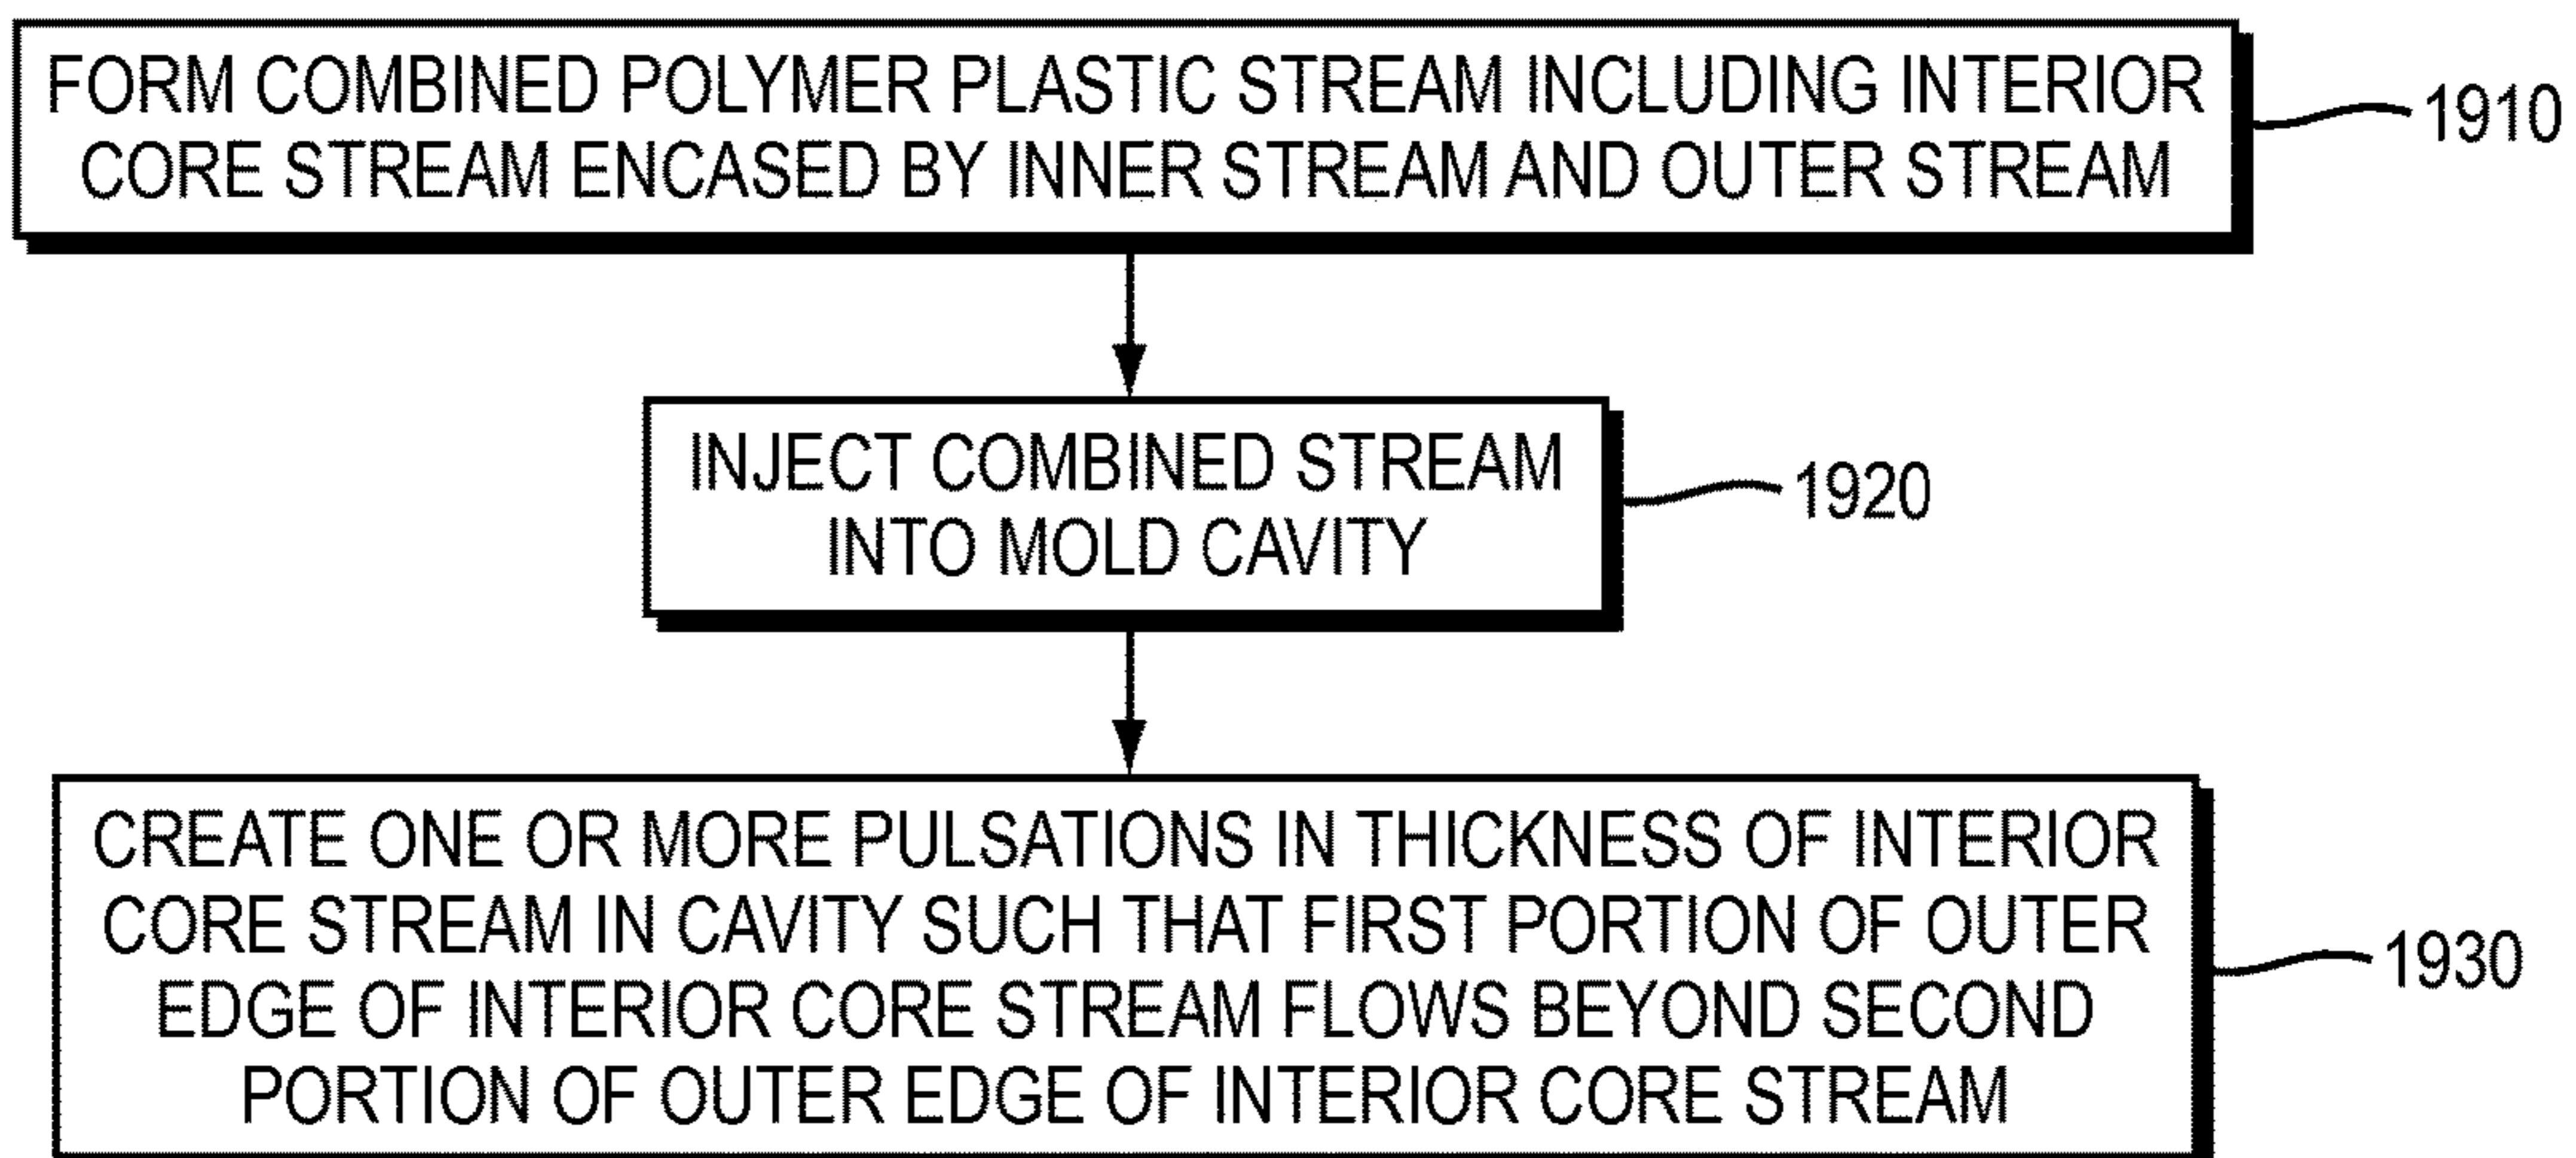 FORM COMBINED POLYMER PLASTIC STREAM INCLUDING INTERIOR
CORE STREAM ENCASED BY INNER STREAM AND OUTER STREAM
1910
INJECT COMBINED STREAM
INTO MOLD CAVITY
1920
CREATE ONE OR MORE PULSATIONS IN THICKNESS OF INTERIOR
CORE STREAM IN CAVITY SUCH THAT FIRST PORTION OF OUTER
EDGE OF INTERIOR CORE STREAM FLOWS BEYOND SECOND
PORTION OF OUTER EDGE OF INTERIOR CORE STREAM
1930